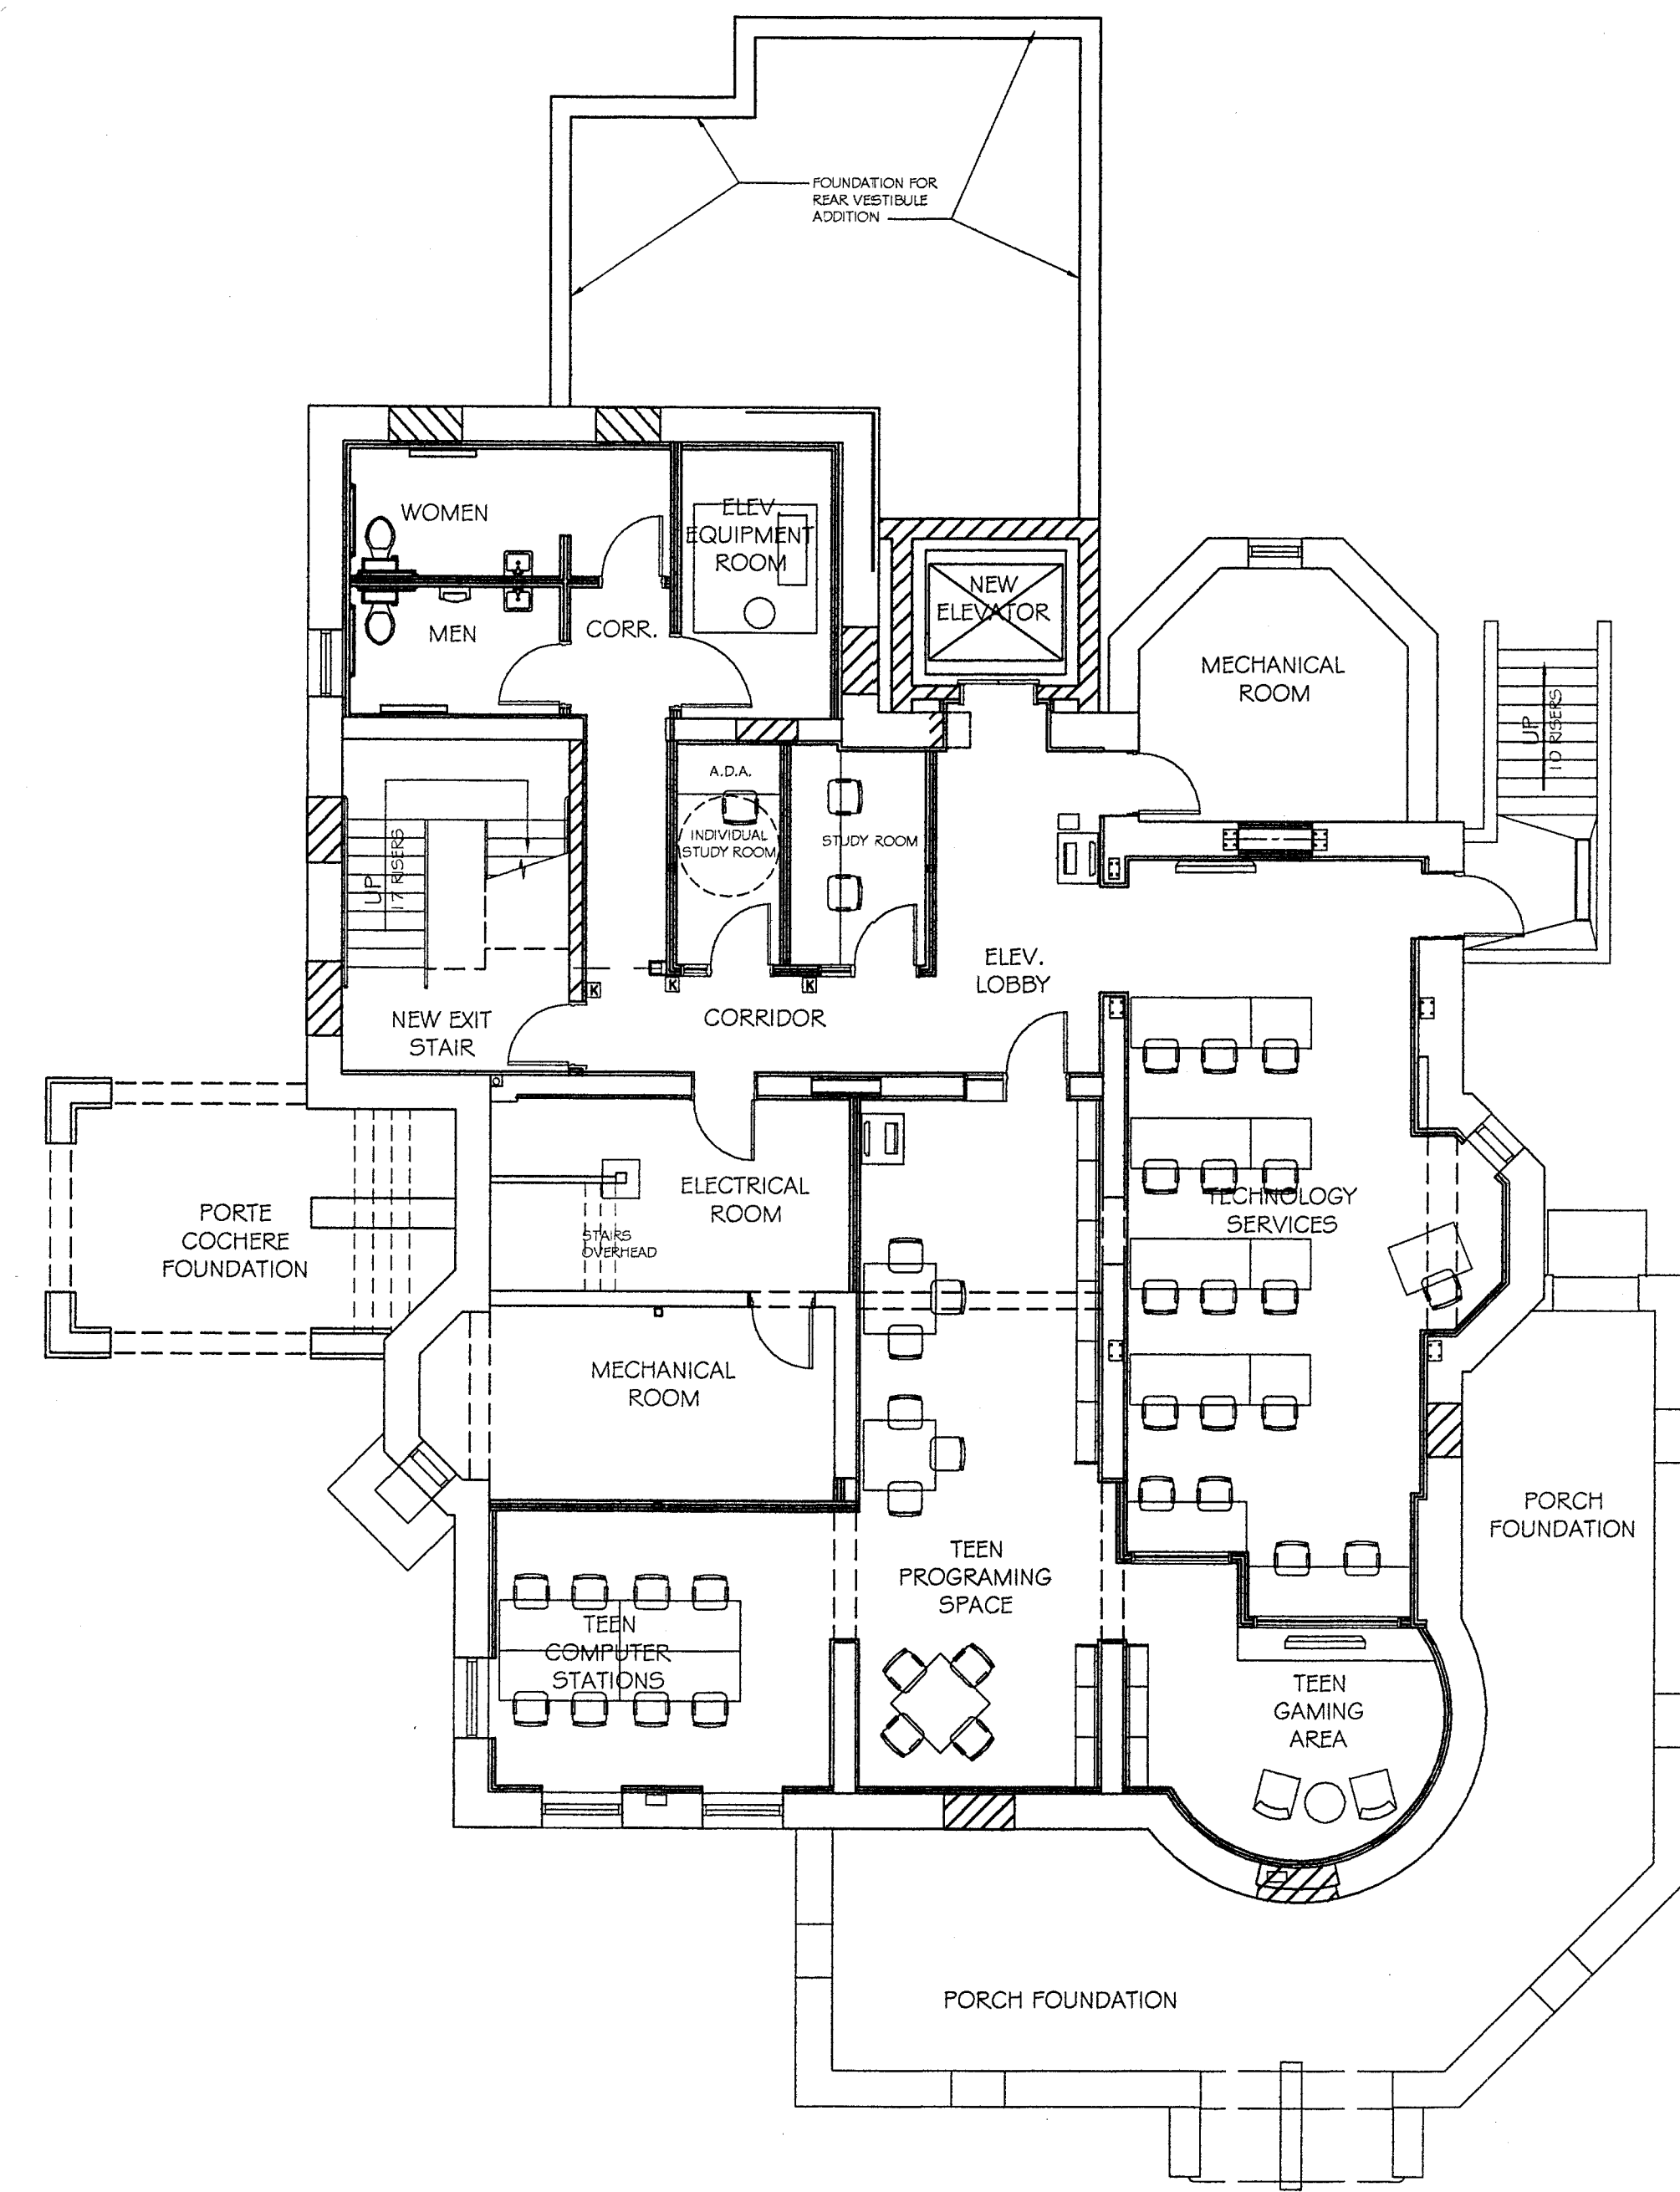 FOUNDATION FOR
REAR VESTIBULE
ADDITION
WOMEN
ELEV
EQUIPMENT
ROOM
NEW
ELEVATOR
MEN
CORR.
MECHANICAL
ROOM
UP
10 RISERS
A.D.A.
INDIVIDUAL
STUDY ROOM
STUDY ROOM
UP
17 RISERS
ELEV.
LOBBY
K
K
K
NEW EXIT
STAIR
CORRIDOR
ELECTRICAL
ROOM
TECHNOLOGY
SERVICES
PORTE
COCHERE
FOUNDATION
STAIRS
OVERHEAD
MECHANICAL
ROOM
PORCH
FOUNDATION
TEEN
PROGRAMING
SPACE
TEEN
COMPUTER
STATIONS
TEEN
GAMING
AREA
PORCH FOUNDATION